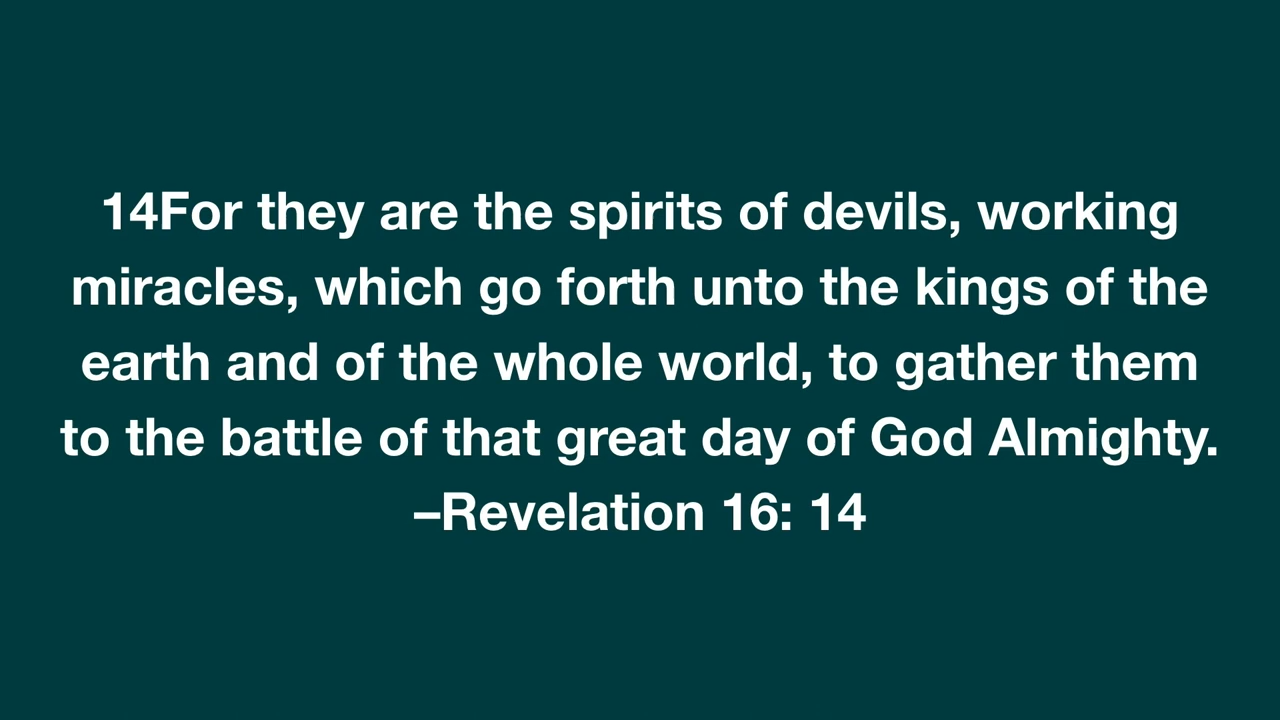 14For they are the spirits of devils, working
miracles, which go forth unto the kings of the
earth and of the whole world, to gather them
to the battle of that great day of God Almighty.
–Revelation 16: 14